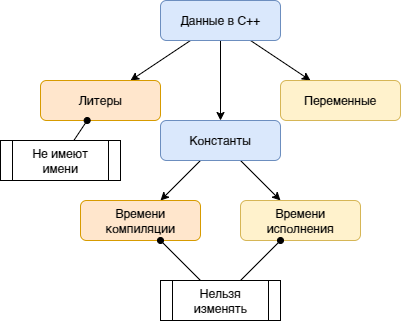 Данные в C++
Литеры
Переменные
Константы
Не имеют
имени
Времени
компиляции
Времени
исполнения
Нельзя
изменять